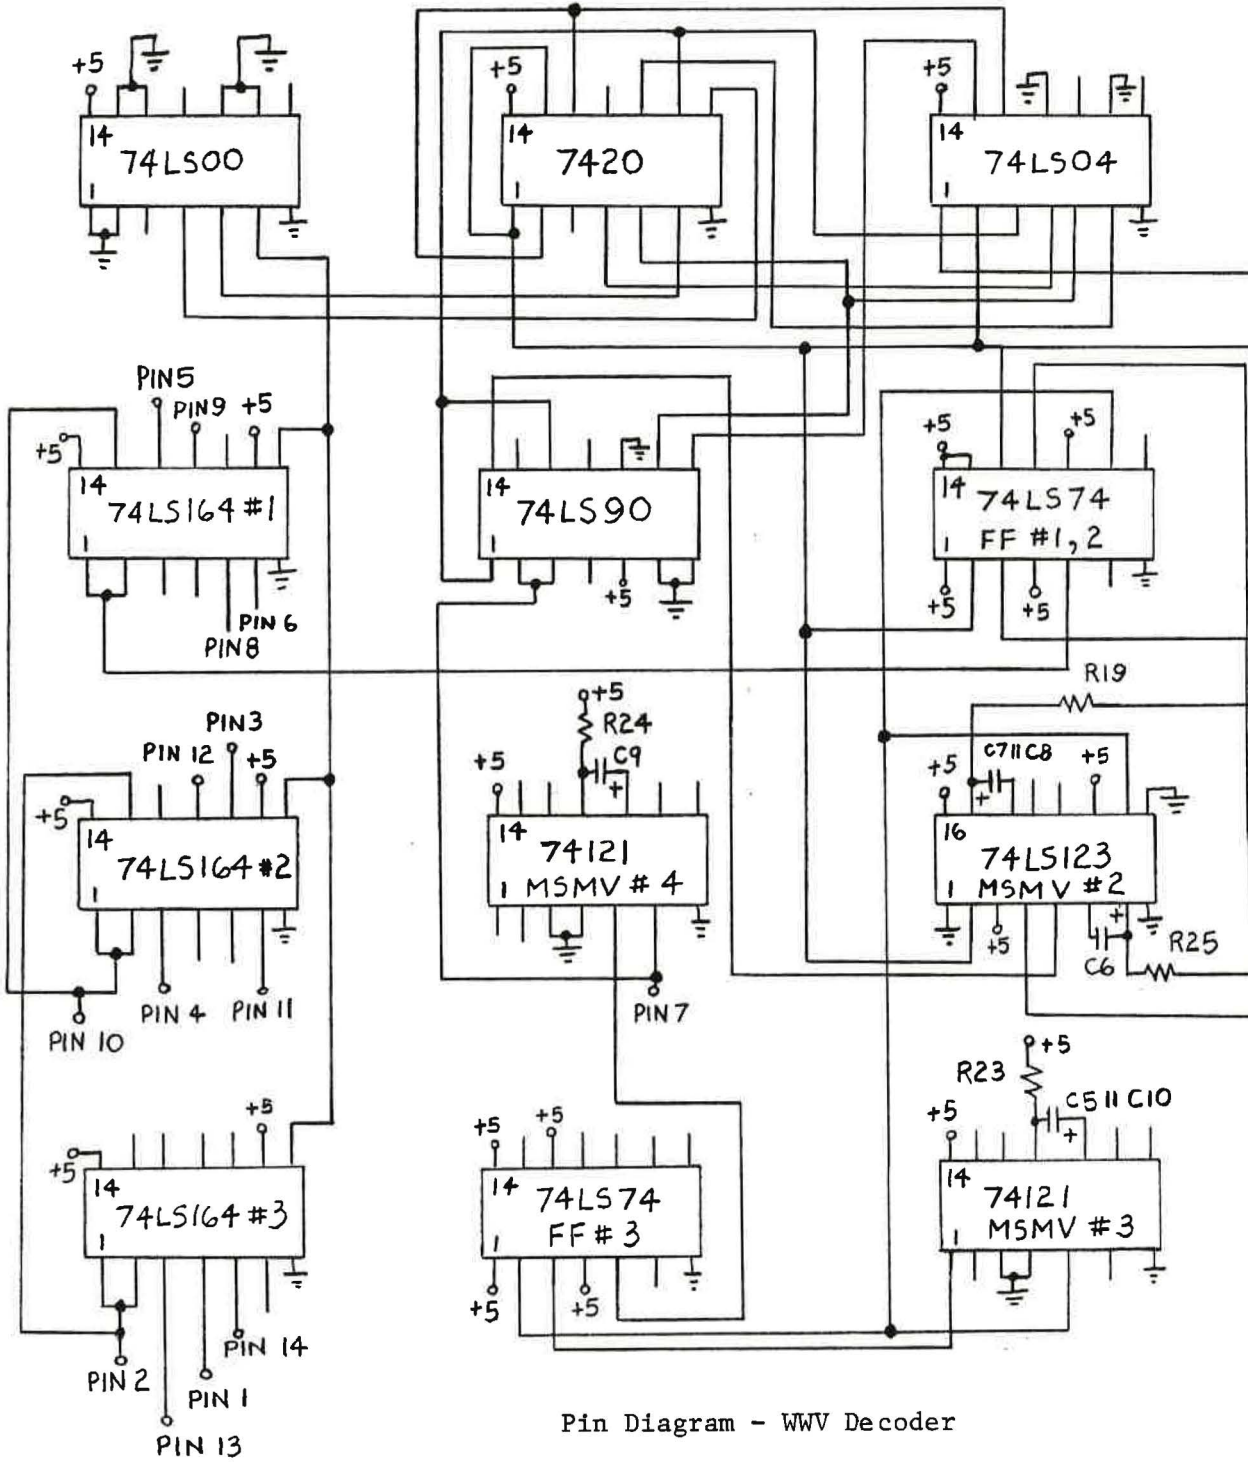 +5
14
74LS00
1
+5
14
7420
1
+5
14
74LS04
1
PIN5
PIN9
+5
+5
14
74LS164 #1
1
PIN 6
PIN8
14
74LS90
1
+5
+5
+5
14
74LS74
1 FF #1,2
+5
+5
R19
PIN3
PIN 12
+5
+5
14
74LS164 #2
1
PIN 4
PIN 11
PIN 10
+5
R24
C9
+
+5
14
74121
1 MSMV # 4
PIN 7
C7||C8
+5
+5
+
16
74LS123
1 MSMV #2
+
+5
C6
R25
+5
+5
14
74LS164 #3
1
PIN 14
PIN 2
PIN 1
PIN 13
+5
+5
14
74LS74
1 FF # 3
+5
+5
+5
R23
C5||C10
+
+5
14
74121
1 MSMV #3
Pin Diagram - WWV Decoder